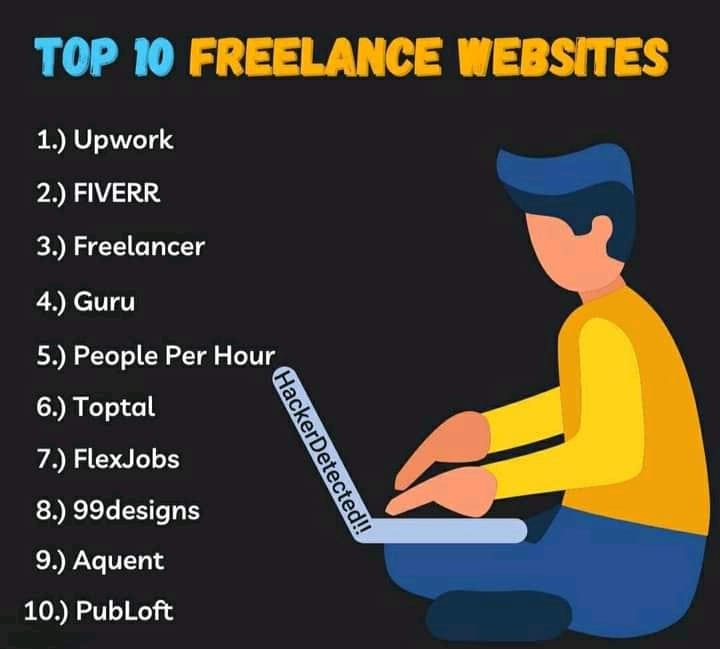 TOP 10 FREELANCE WEBSITES
1.) Upwork
2.) FIVERR
3.) Freelancer
4.) Guru
5.) People Per Hour
6.) Toptal
7.) FlexJobs
8.) 99designs
9.) Aquent
10.) PubLoft
HackerDetected!!